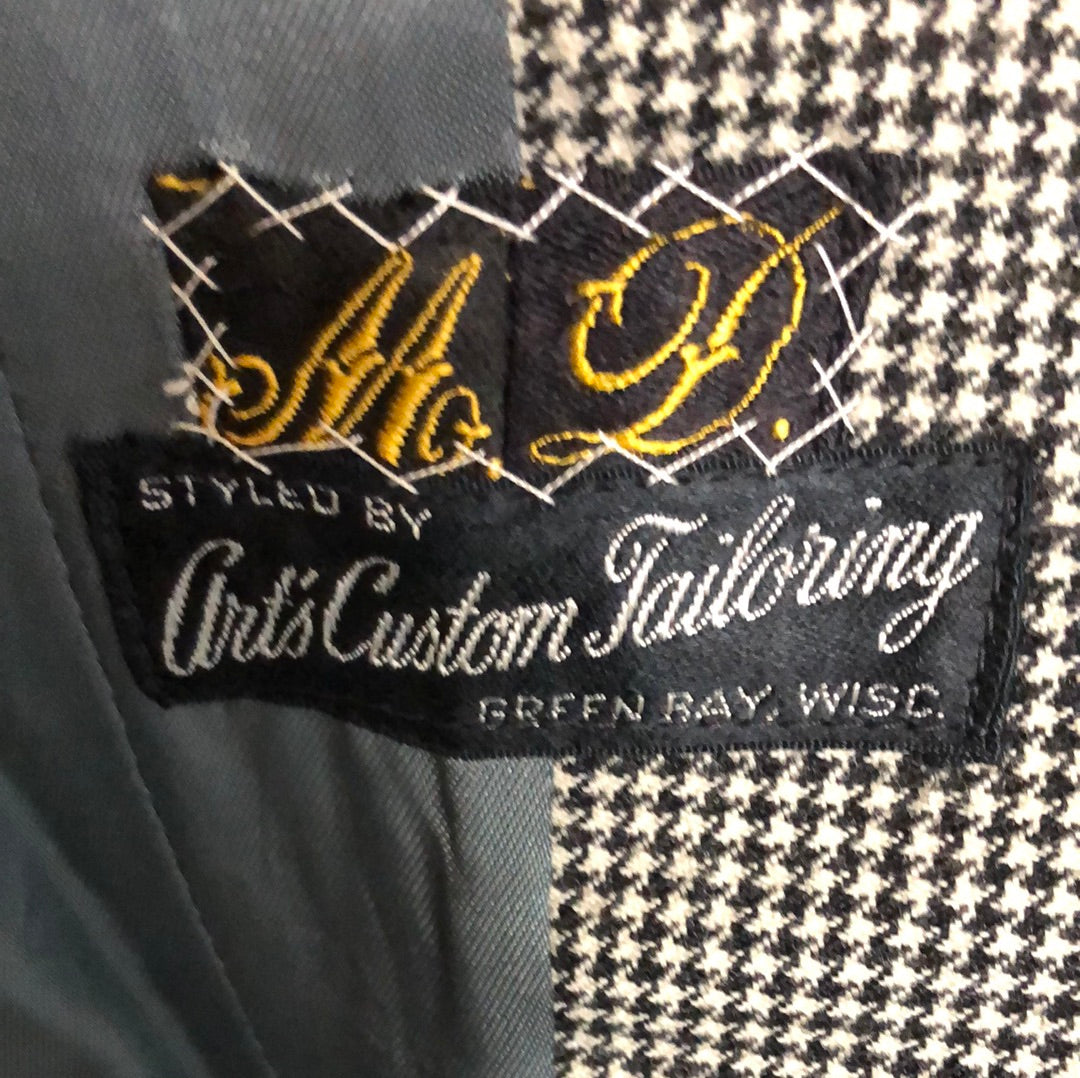 M. D.
STYLED BY
Art's Custom Tailoring
GREEN BAY, WISC.